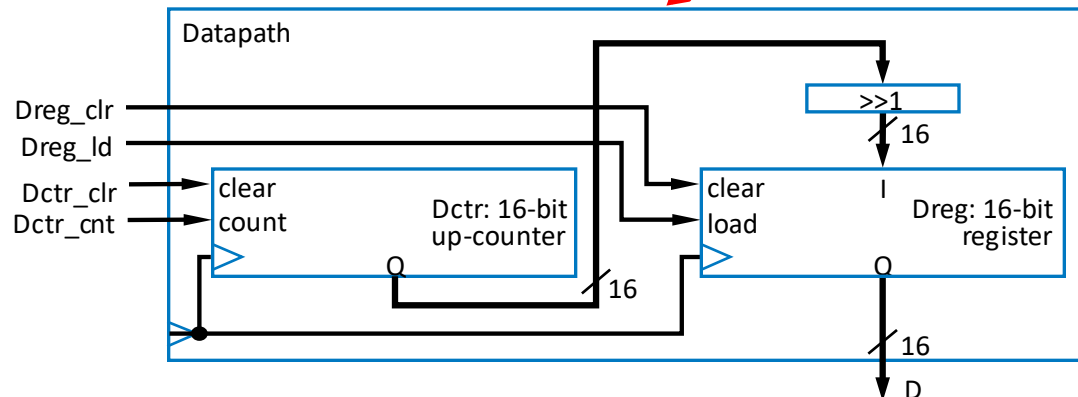 Datapath
Dreg_clr
Dreg_ld
Dctr_clr
Dctr_cnt
>>1
16
clear
count
Dctr: 16-bit
up-counter
Q
16
clear
load
I
Dreg: 16-bit
register
Q
16
D